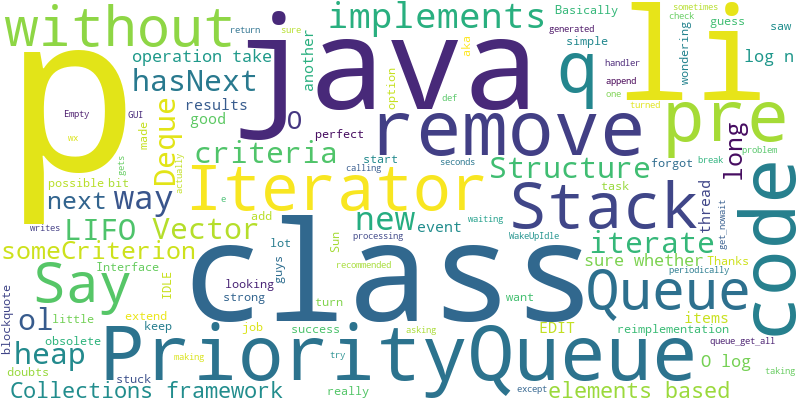 without
p
java
li
implements
Basically
sometimes
check
guess
saw
return
sure
aka
generated
simple
another
wondering
operation take
hasNext
q
handler
log n
Empty
GUI
option
append
one
def
turned
pre
results
O
remove
Deque
made
good
perfect
wx
criteria
start
calling
Structure
long
break
problem
gets
actually
possible
bit
Iterator
seconds
forgot
next
way
Stack
task
code
thread
get_nowait
LIFO
Vector
add
new
event
waiting
e
writes
class
Sun
processing
WakeUpIdle
iterate
someCriterion
lot
guys
sure whether
Thanks
Say
Interface
IDLE
looking
strong
recommended
want
Queue
periodically
blockquote
ol
little
extend
turn
items
obsolete
keep
job
success
asking
EDIT
reimplementation
heap
PriorityQueue
queue_get_all
doubts
stuck
making
try
O log
taking
Collections framework
really
except
elements based